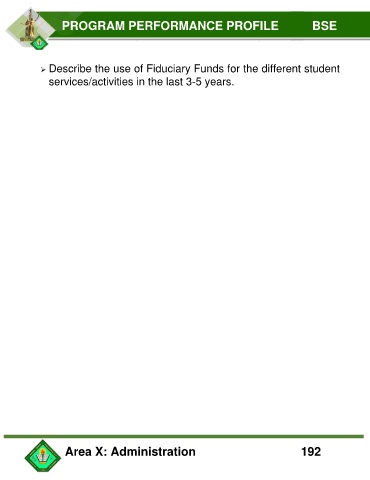 PROGRAM PERFORMANCE PROFILE BSE
➢ Describe the use of Fiduciary Funds for the different student
services/activities in the last 3-5 years.
Area X: Administration 192